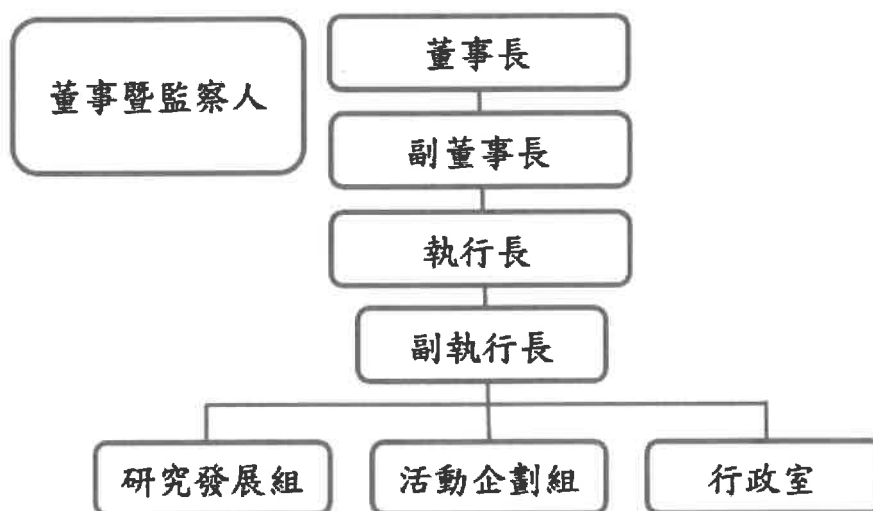 董事暨監察人
董事長
副董事長
執行長
副執行長
研究發展組
活動企劃組
行政室